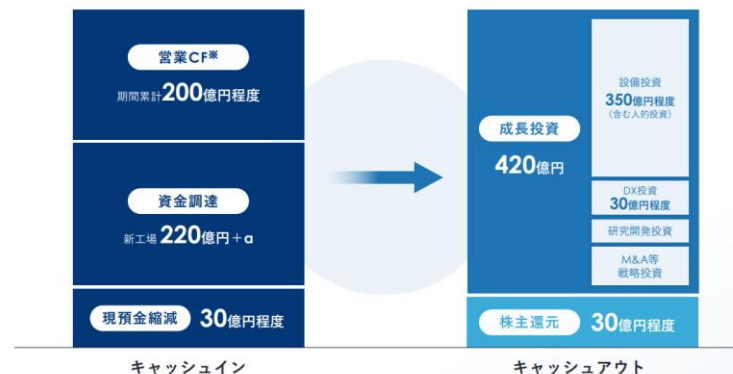 営業CF※
期間累計200億円程度
資金調達
新工場 220億円+α
現預金縮減 30億円程度
キャッシュイン
成長投資
420億円
設備投資
350億円程度
(含む人的投資)
DX投資
30億円程度
研究開発投資
M&A等
戦略投資
株主還元 30億円程度
キャッシュアウト